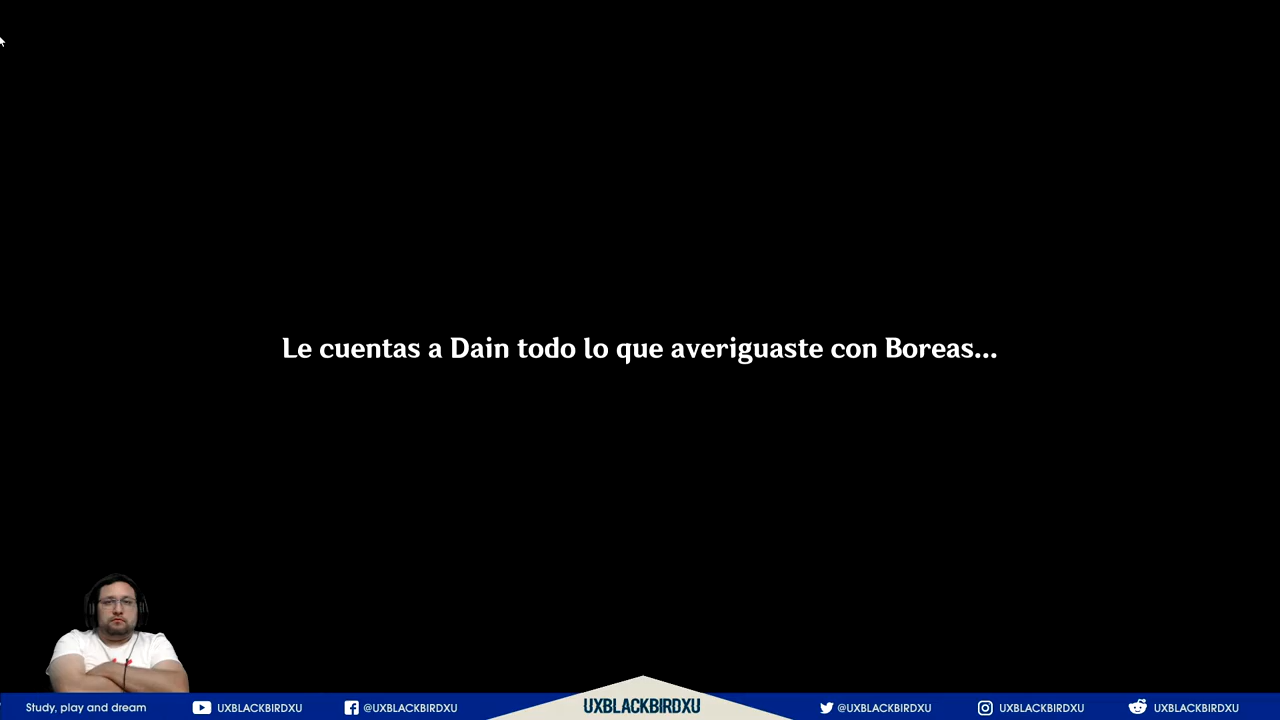 Le cuentas a Dain todo lo que averiguaste con Boreas...
Study, play and dream
UXBLACKBIRDXU
@UXBLACKBIRDXU
UXBLACKBIRDXU
@UXBLACKBIRDXU
UXBLACKBIRDXU
UXBLACKBIRDXU